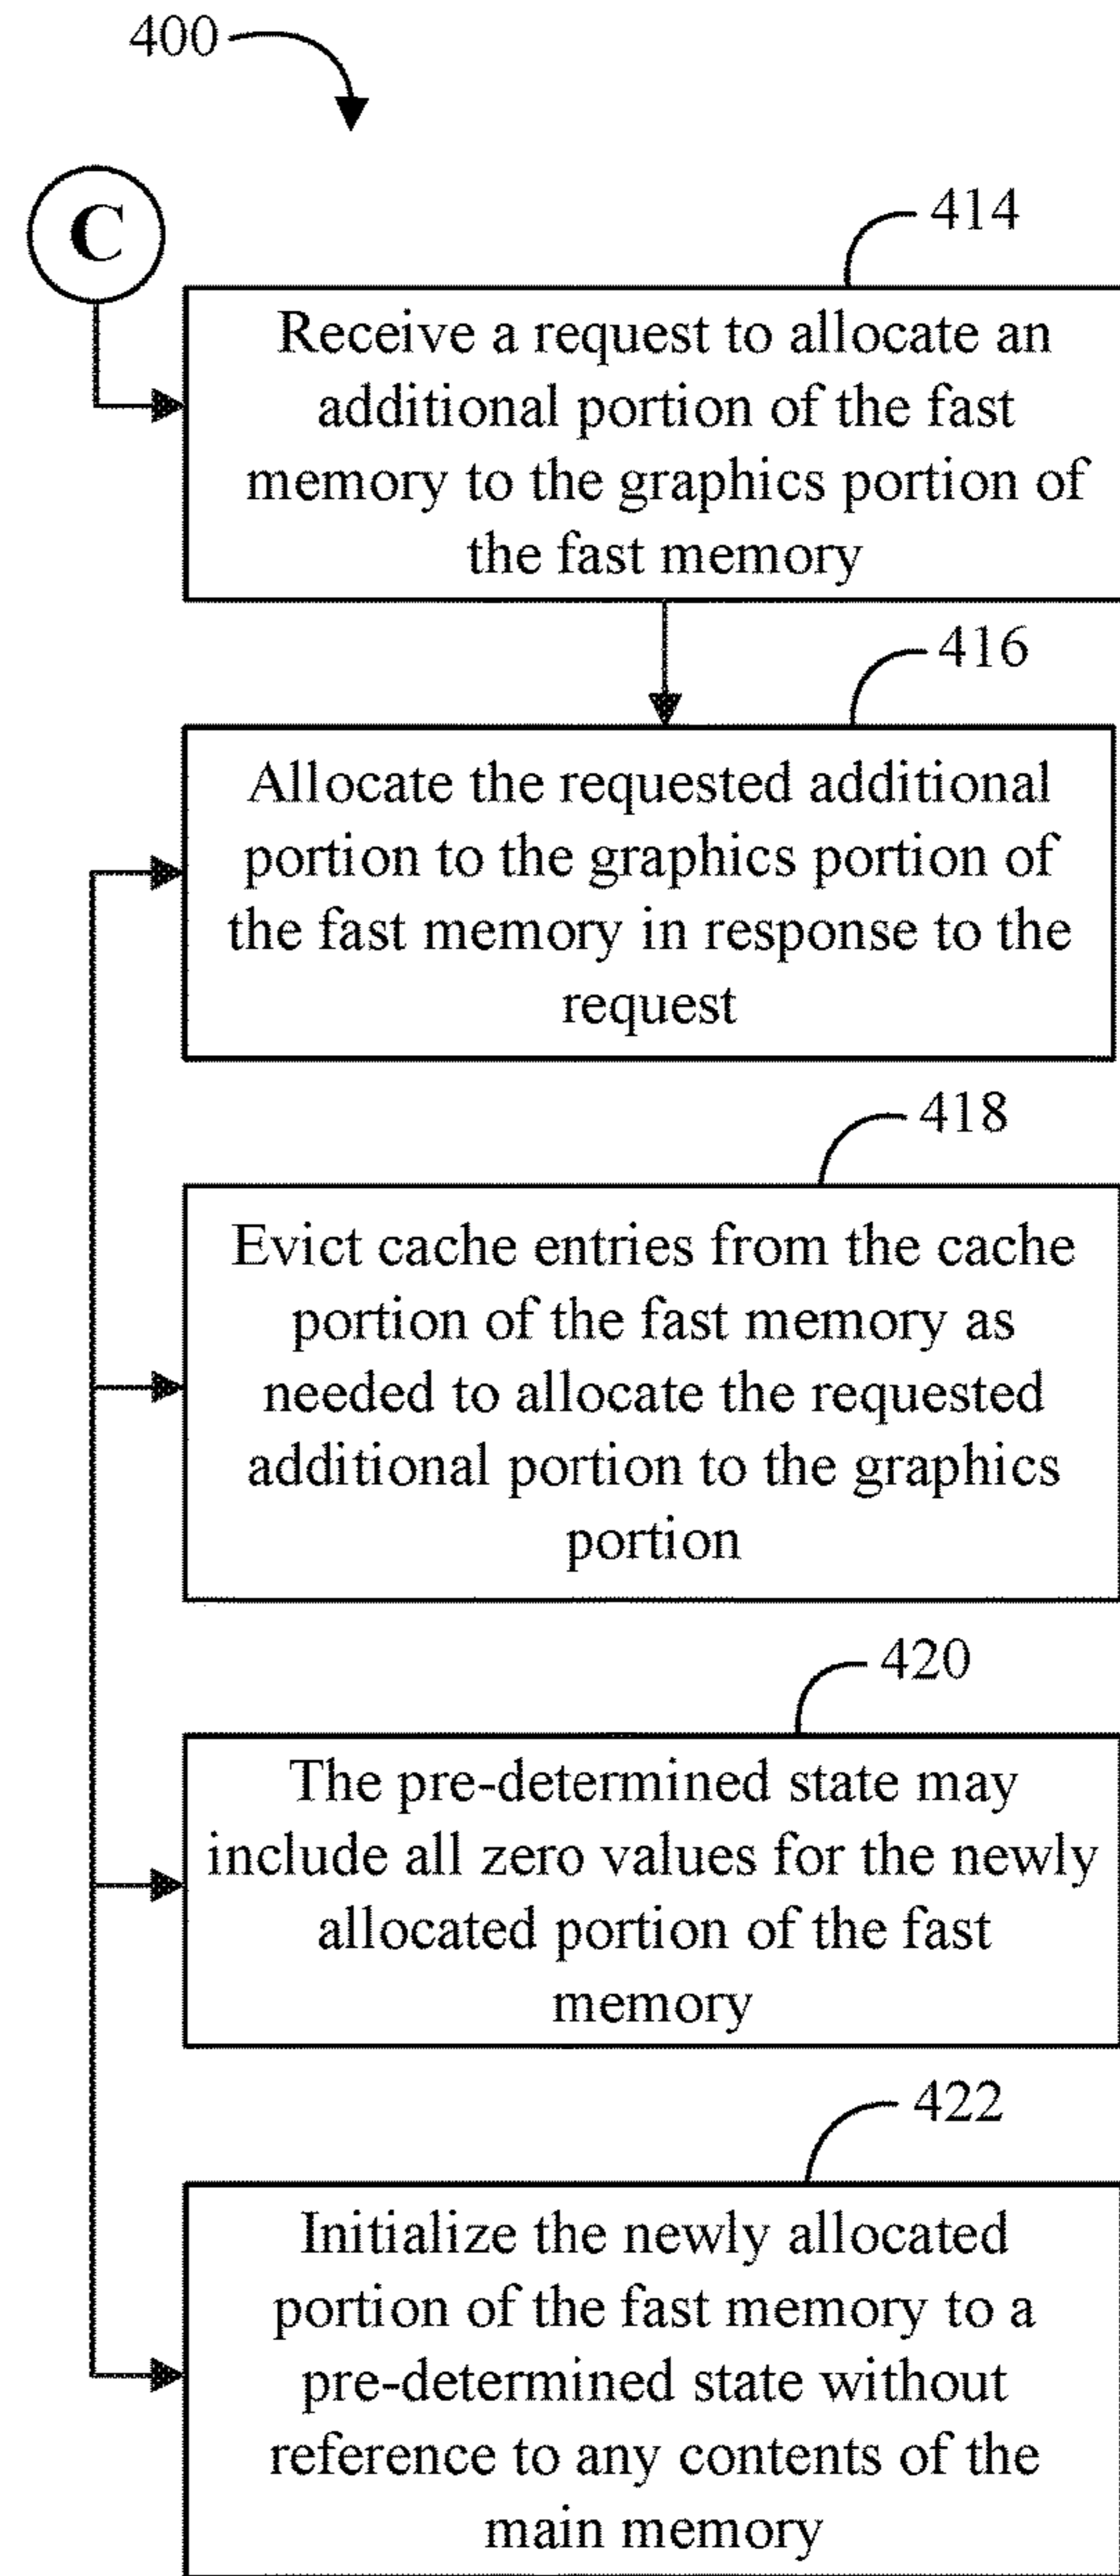 400
C
414
Receive a request to allocate an
additional portion of the fast
memory to the graphics portion of
the fast memory
416
Allocate the requested additional
portion to the graphics portion of
the fast memory in response to the
request
418
Evict cache entries from the cache
portion of the fast memory as
needed to allocate the requested
additional portion to the graphics
portion
420
The pre-determined state may
include all zero values for the newly
allocated portion of the fast
memory
422
Initialize the newly allocated
portion of the fast memory to a
pre-determined state without
reference to any contents of the
main memory